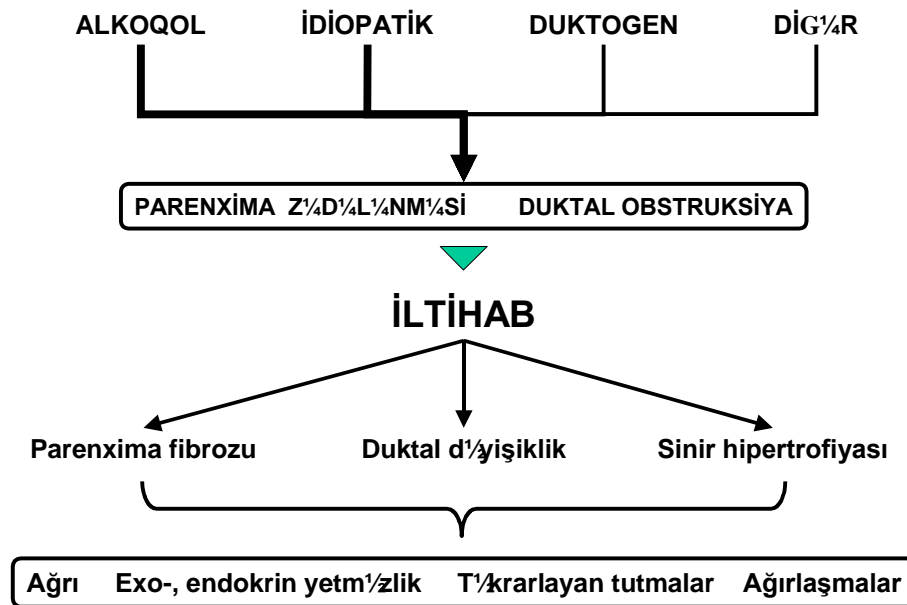 ALKOQOL İDİOPATİK DUKTOGEN DİG¼R
PARENXİMA Z¼D¼L¼NM¼Sİ DUKTAL OBSTRUKSİYA
İLTİHAB
Parenxima fibrozu Duktal d½yişiklik Sinir hipertrofiyası
Ağrı Exo-, endokrin yetm½zlik T½krarlayan tutmalar Ağırlaşmalar